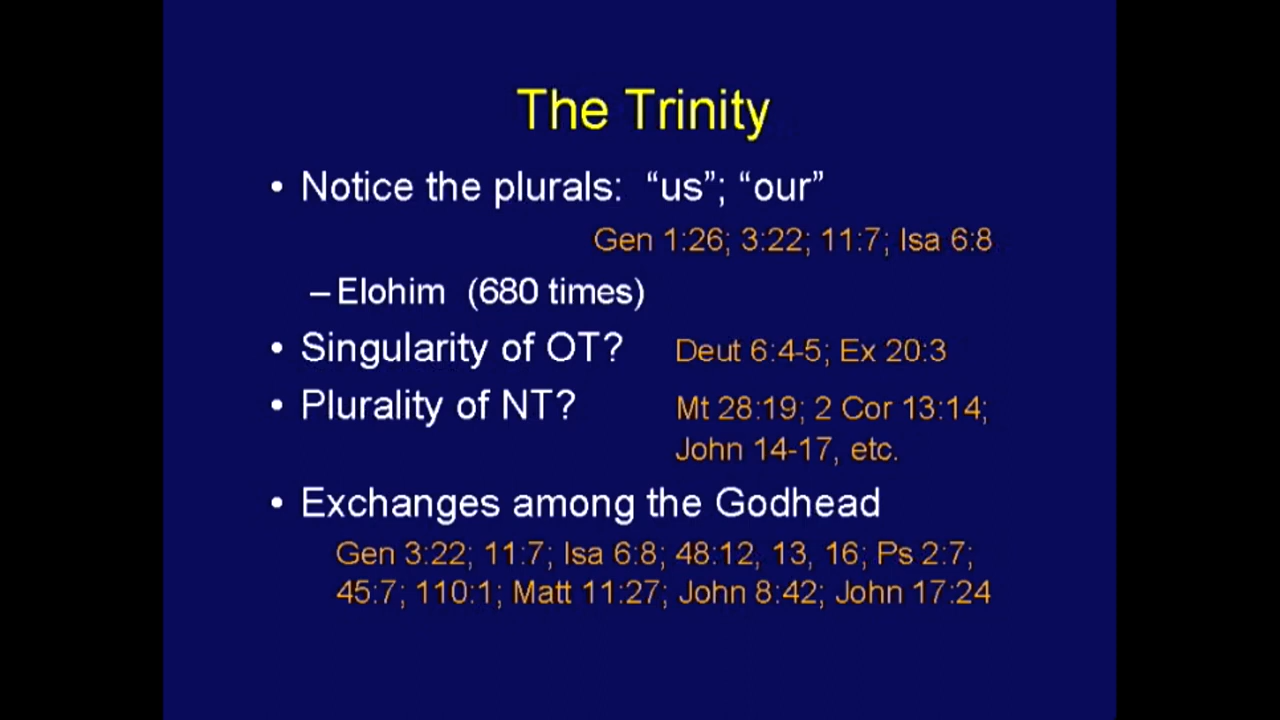 The Trinity
• Notice the plurals: “us”; “our”
Gen 1:26; 3:22; 11:7; Isa 6:8
– Elohim (680 times)
• Singularity of OT? Deut 6:4-5; Ex 20:3
• Plurality of NT? Mt 28:19; 2 Cor 13:14;
John 14-17, etc.
• Exchanges among the Godhead
Gen 3:22; 11:7; Isa 6:8; 48:12, 13, 16; Ps 2:7;
45:7; 110:1; Matt 11:27; John 8:42; John 17:24